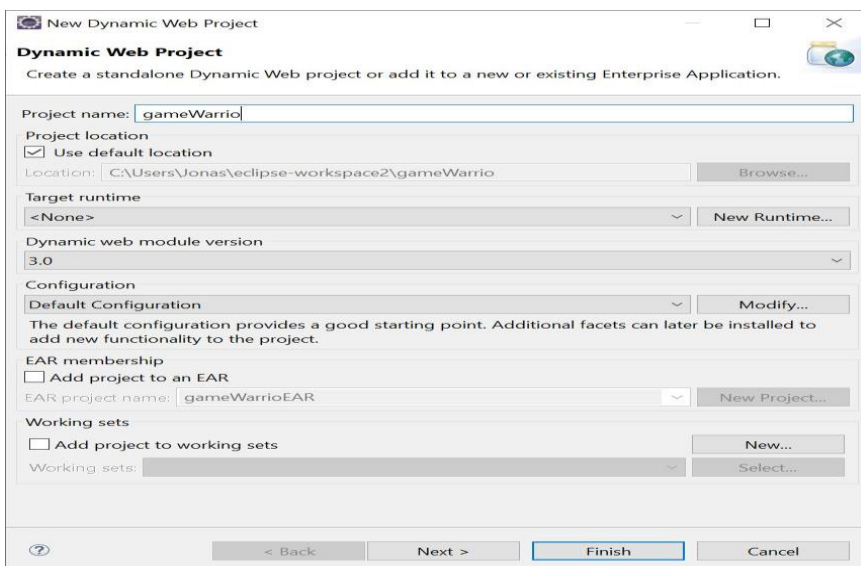 New Dynamic Web Project
Dynamic Web Project
Create a standalone Dynamic Web project or add it to a new or existing Enterprise Application.
Project name: gameWarrio
Project location
Use default location
Location: C:\Users\Jonas\eclipse-workspace2\gameWarrio Browse...
Target runtime
<None> New Runtime...
Dynamic web module version
3.0
Configuration
Default Configuration Modify...
The default configuration provides a good starting point. Additional facets can later be installed to
add new functionality to the project.
EAR membership
Add project to an EAR
EAR project name: gameWarrioEAR New Project...
Working sets
Add project to working sets New...
Working sets: Select...
? < Back Next > Finish Cancel